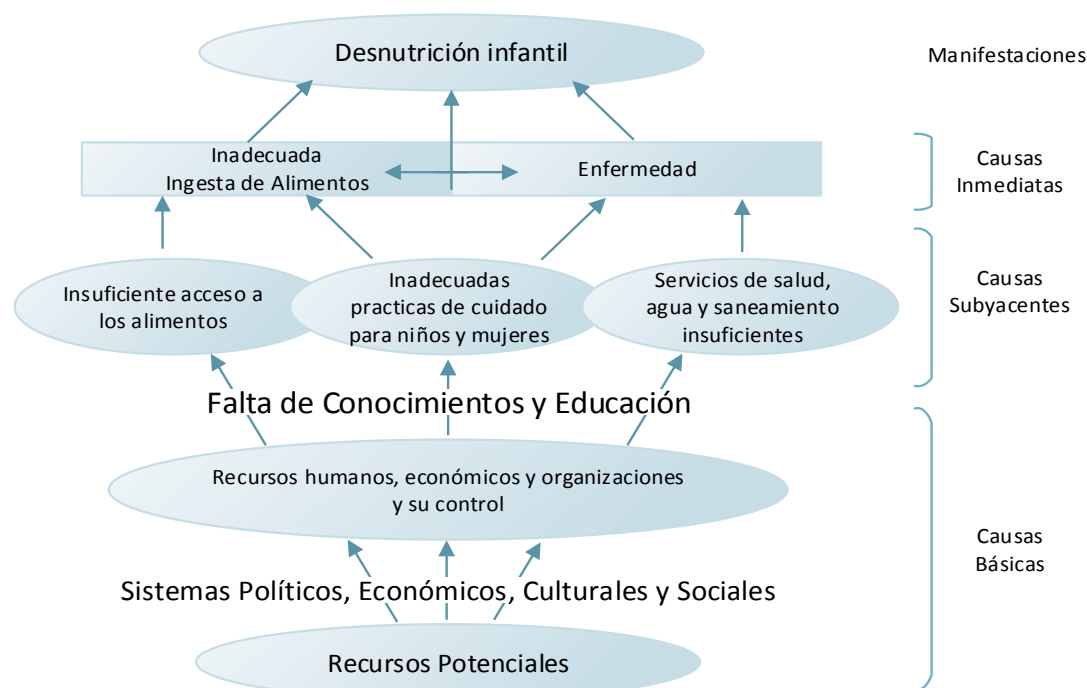 Desnutrición infantil
Manifestaciones
Inadecuada
Ingesta de Alimentos
Enfermedad
Causas
Inmediatas
Insuficiente acceso a
los alimentos
Inadecuadas
practicas de cuidado
para niños y mujeres
Servicios de salud,
agua y saneamiento
insuficientes
Causas
Subyacentes
Falta de Conocimientos y Educación
Recursos humanos, económicos y organizaciones
y su control
Causas
Básicas
Sistemas Políticos, Económicos, Culturales y Sociales
Recursos Potenciales